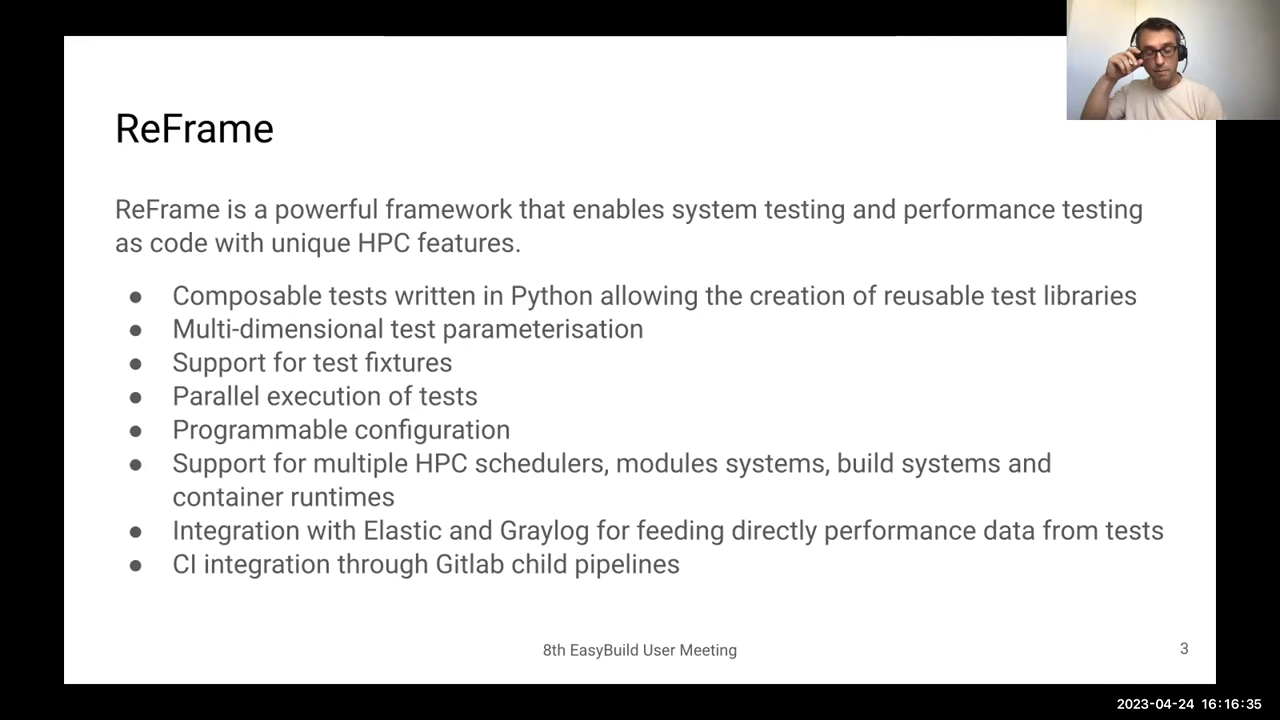 ReFrame
ReFrame is a powerful framework that enables system testing and performance testing
as code with unique HPC features.
● Composable tests written in Python allowing the creation of reusable test libraries
● Multi-dimensional test parameterisation
● Support for test fixtures
● Parallel execution of tests
● Programmable configuration
● Support for multiple HPC schedulers, modules systems, build systems and
container runtimes
● Integration with Elastic and Graylog for feeding directly performance data from tests
● CI integration through Gitlab child pipelines
8th EasyBuild User Meeting
3
2023-04-24 16:16:35